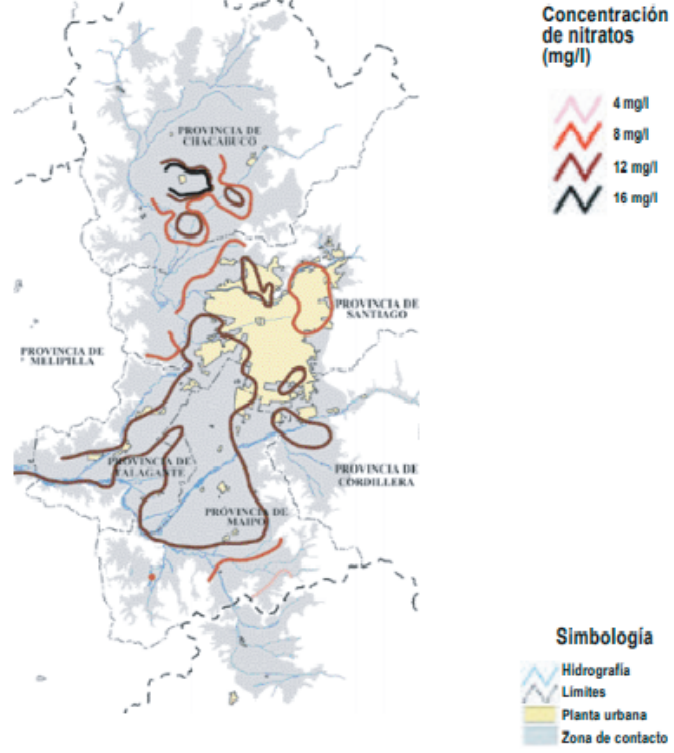 Concentración
de nitratos
(mg/l)
4 mg/l
8 mg/l
12 mg/l
16 mg/l
PROVINCIA DE
CHACABUCO
PROVINCIA DE
SANTIAGO
PROVINCIA DE
MELIPILLA
PROVINCIA DE
TALAGANTE
PROVINCIA DE
CORDILLERA
PROVINCIA DE
MAIPO
Simbología
Hidrografía
Limites
Planta urbana
Zona de contacto